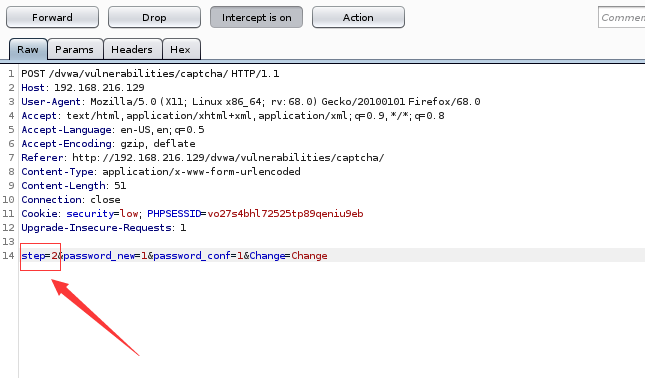 Forward Drop Intercept is on Action Commen
Raw Params Headers Hex
1 POST /dvwa/vulnerabilities/captcha/ HTTP/1.1
2 Host: 192.168.216.129
3 User-Agent: Mozilla/5.0 (X11; Linux x86_64; rv:68.0) Gecko/20100101 Firefox/68.0
4 Accept: text/html,application/xhtml+xml,application/xml;q=0.9,*/*;q=0.8
5 Accept-Language: en-US,en;q=0.5
6 Accept-Encoding: gzip, deflate
7 Referer: http://192.168.216.129/dvwa/vulnerabilities/captcha/
8 Content-Type: application/x-www-form-urlencoded
9 Content-Length: 51
10 Connection: close
11 Cookie: security=low; PHPSESSID=vo27s4bhl72525tp89qeniu9eb
12 Upgrade-Insecure-Requests: 1
13
14 step=2&password_new=1&password_conf=1&Change=Change